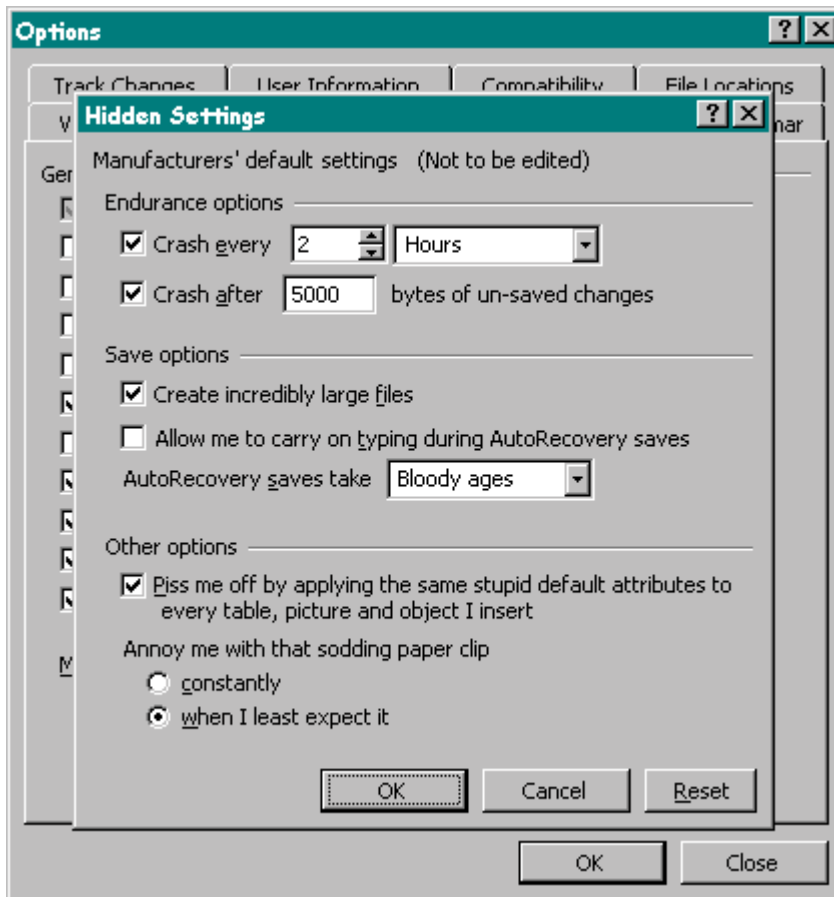 Options
Track Changes User Information Compatibility File Locations
Hidden Settings
Manufacturers' default settings (Not to be edited)
Endurance options
Crash every 2 Hours
Crash after 5000 bytes of un-saved changes
Save options
Create incredibly large files
Allow me to carry on typing during AutoRecovery saves
AutoRecovery saves take Bloody ages
Other options
Piss me off by applying the same stupid default attributes to
every table, picture and object I insert
Annoy me with that sodding paper clip
constantly
when I least expect it
OK Cancel Reset
OK Close